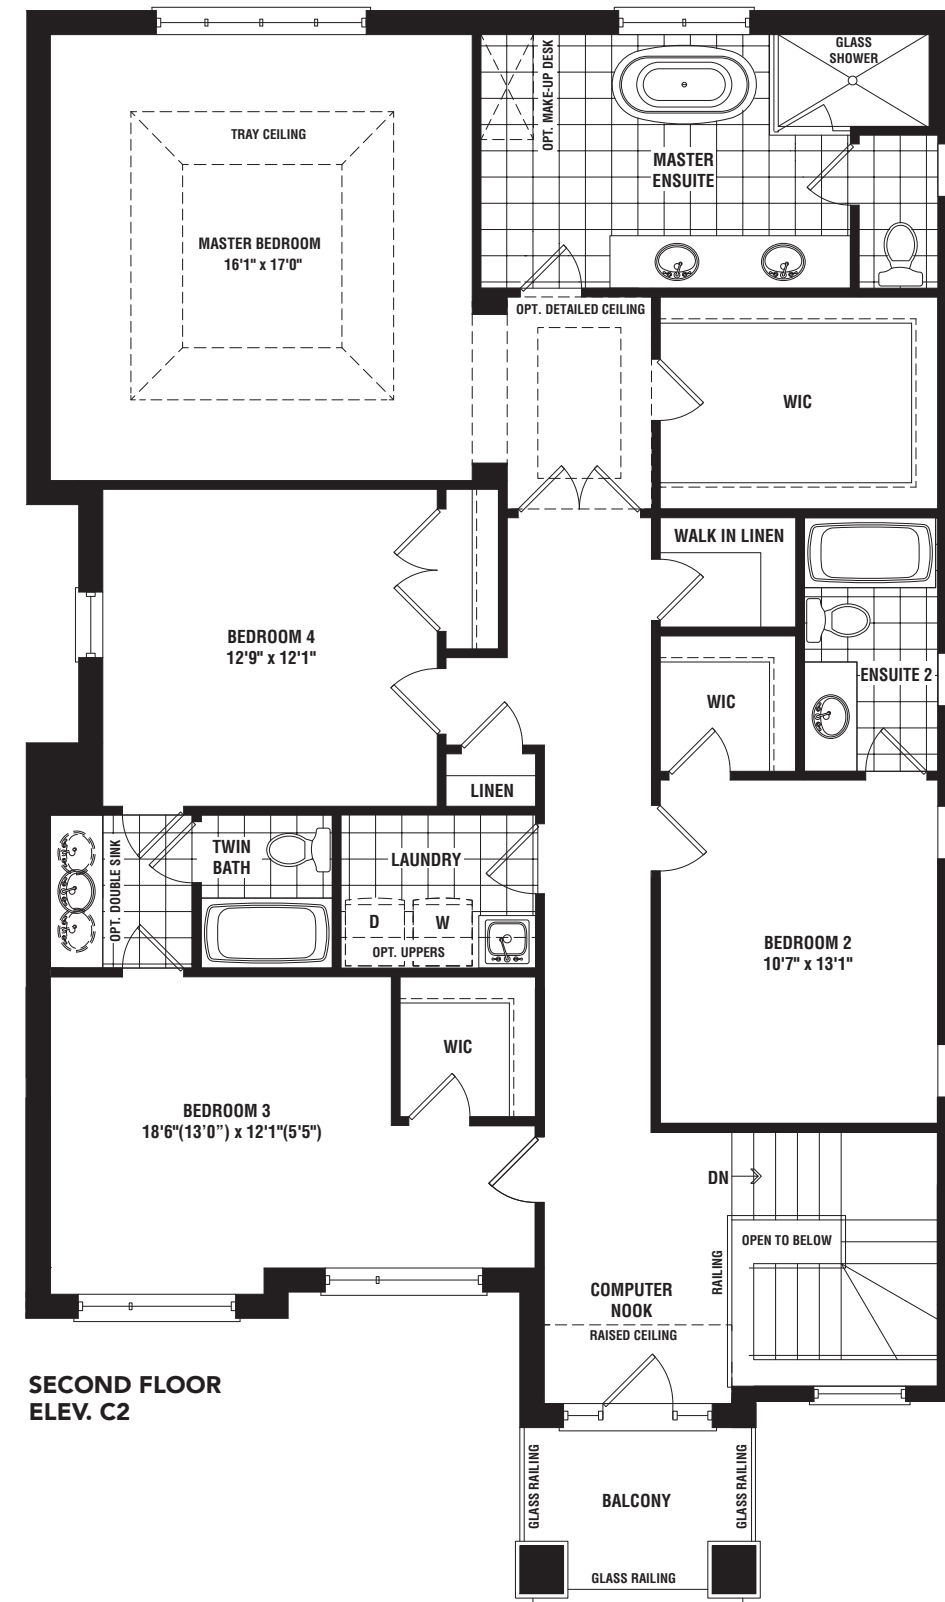 GLASS
SHOWER
OPT. MAKE-UP DESK
TRAY CEILING
MASTER
ENSUITE
MASTER BEDROOM
16'1" x 17'0"
OPT. DETAILED CEILING
WIC
WALK IN LINEN
BEDROOM 4
12'9" x 12'1"
ENSUITE 2
WIC
LINEN
OPT. DOUBLE SINK
TWIN
BATH
LAUNDRY
D
W
OPT. UPPERS
BEDROOM 2
10'7" x 13'1"
WIC
BEDROOM 3
18'6"(13'0”) x 12'1"(5'5")
DN
OPEN TO BELOW
RAILING
COMPUTER
NOOK
RAISED CEILING
SECOND FLOOR
ELEV. C2
GLASS RAILING
BALCONY
GLASS RAILING
GLASS RAILING